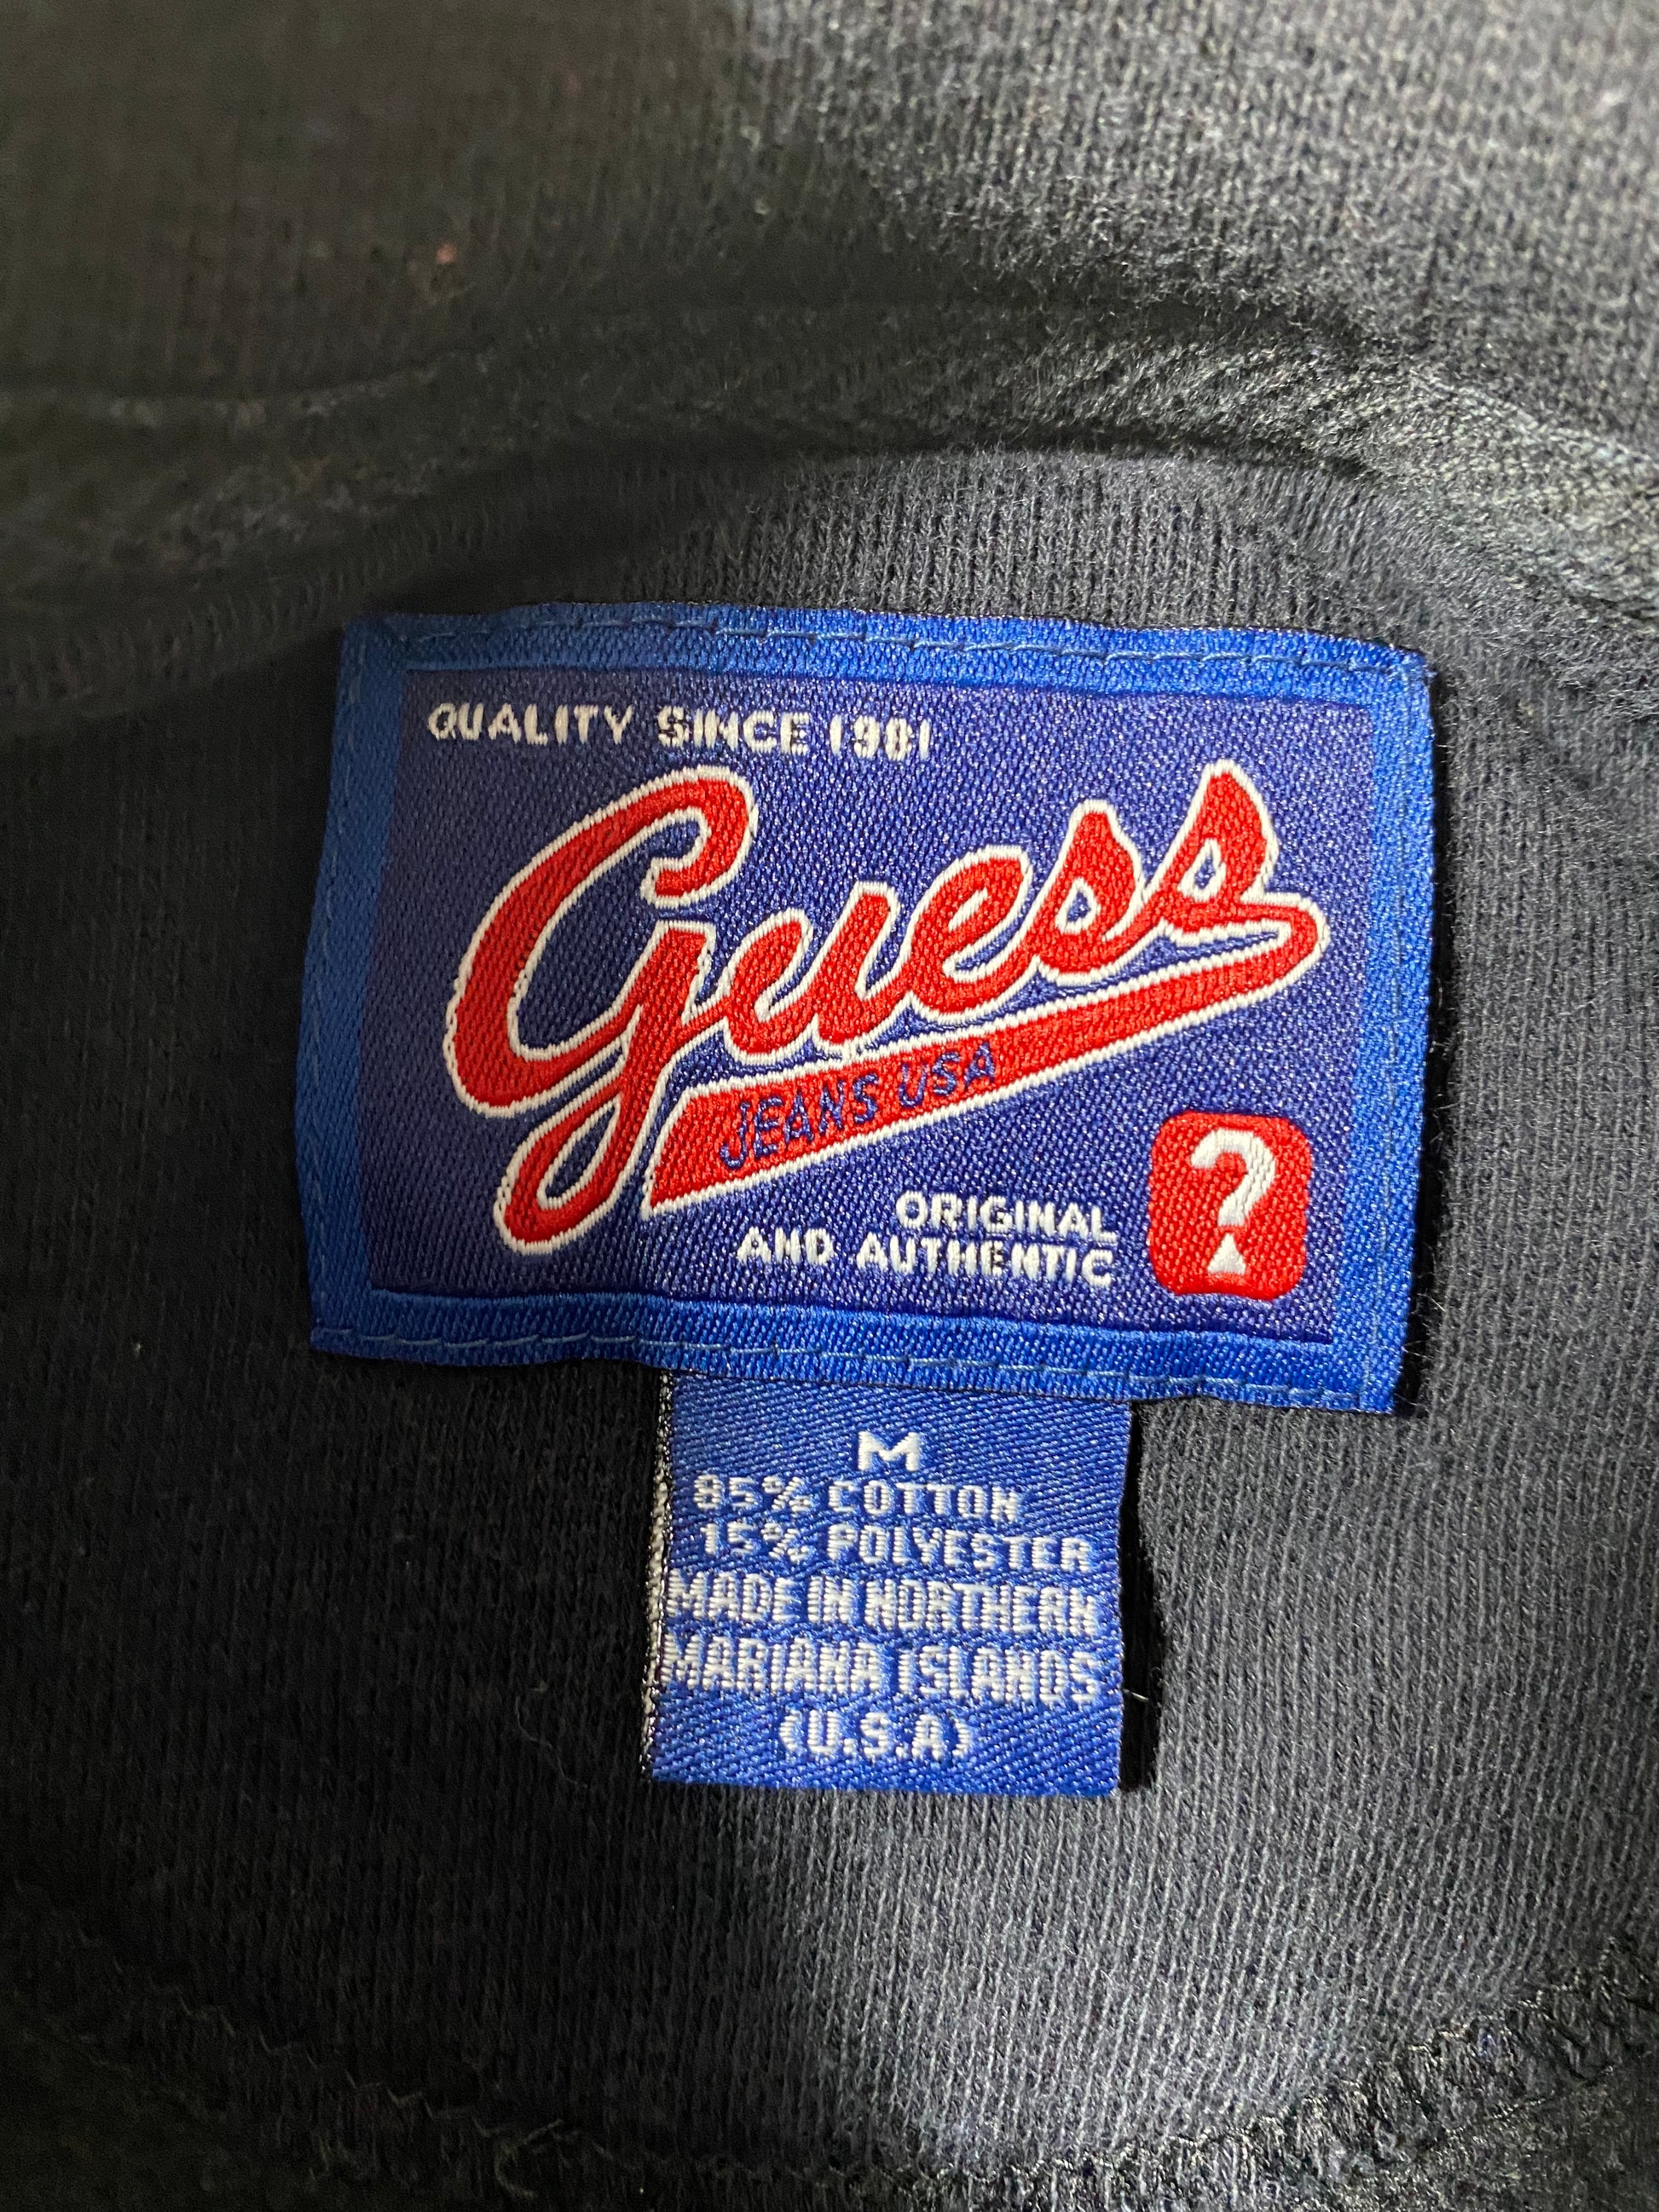 QUALITY SINCE 1981
Guess
JEANS USA
ORIGINAL
AND AUTHENTIC
?
M
85% COTTON
15% POLYESTER
MADE IN NORTHERN
MARIANA ISLANDS
(U.S.A)